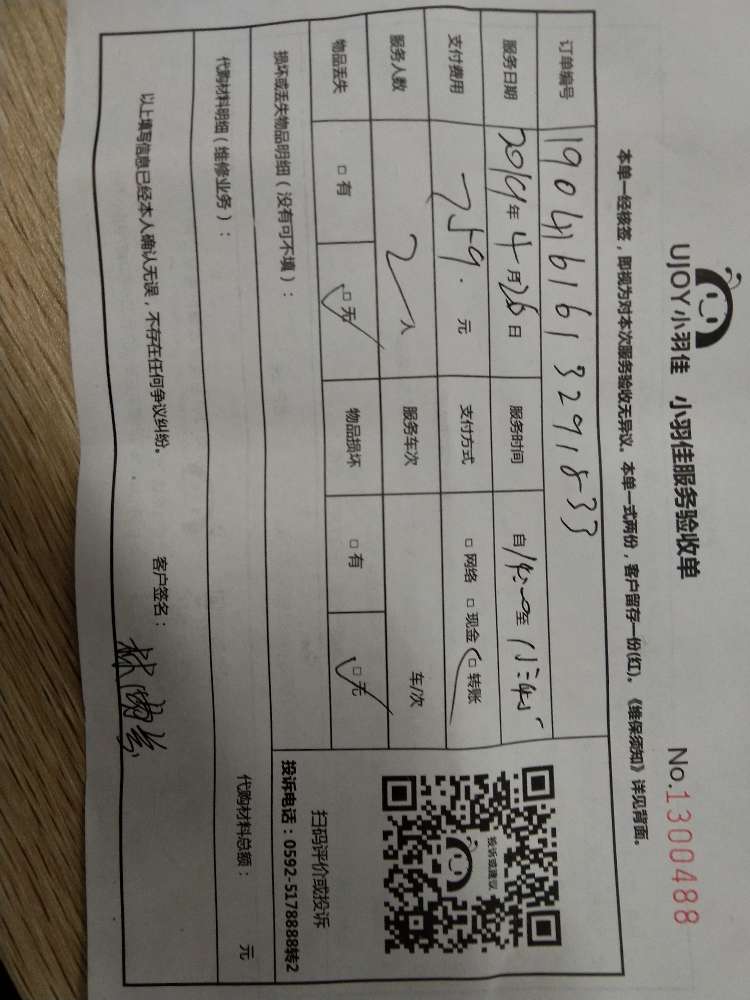 UJOY小羽佳 小羽佳服务验收单 No.1300488
本单一经核签，即视为对本次服务验收无异议。本单一式两份，客户留存一份(红)。《维保须知》详见背面。
订单编号 1904161613291833
服务日期 2019年4月26日 服务时间 自14:00至
支付费用 759.元 支付方式 □ 网络 □ 现金 □ 转账
服务人数 2人 服务车次 车/次
物品丢失 □ 有 □ 无 物品损坏 □ 有 □ 无
损坏或丢失物品明细（没有可不填）：
投诉或建议
扫码评价或投诉
投诉电话：0592-5178888转2
代购材料明细（维修业务）： 代购材料总额： 元
以上填写信息已经本人确认无误，不存在任何争议纠纷。 客户签名：